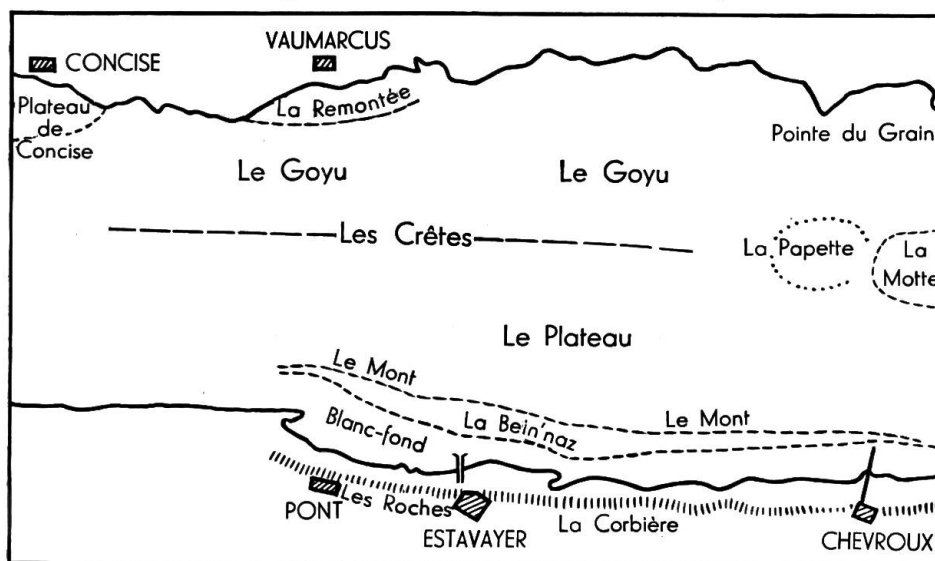 VAUMARCUS
CONCISE
La Remontée
Plateau
de
Concise
Pointe du Grain
Le Goyu
Le Goyu
Les Crêtes
La Papette
La
Motte
Le Plateau
Le Mont
Le Mont
La Bein'naz
Blanc-fond
Les Roches
PONT
La Corbière
ESTAVAYER
CHEVROUX